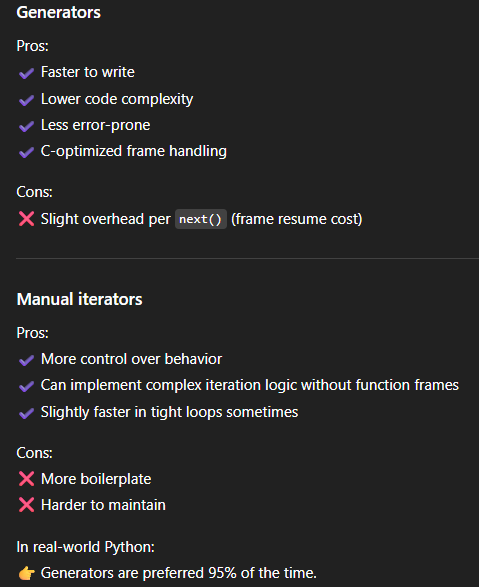 Generators
Pros:
✔ Faster to write
✔ Lower code complexity
✔ Less error-prone
✔ C-optimized frame handling
Cons:
❌ Slight overhead per next() (frame resume cost)
Manual iterators
Pros:
✔ More control over behavior
✔ Can implement complex iteration logic without function frames
✔ Slightly faster in tight loops sometimes
Cons:
❌ More boilerplate
❌ Harder to maintain
In real-world Python:
👉 Generators are preferred 95% of the time.